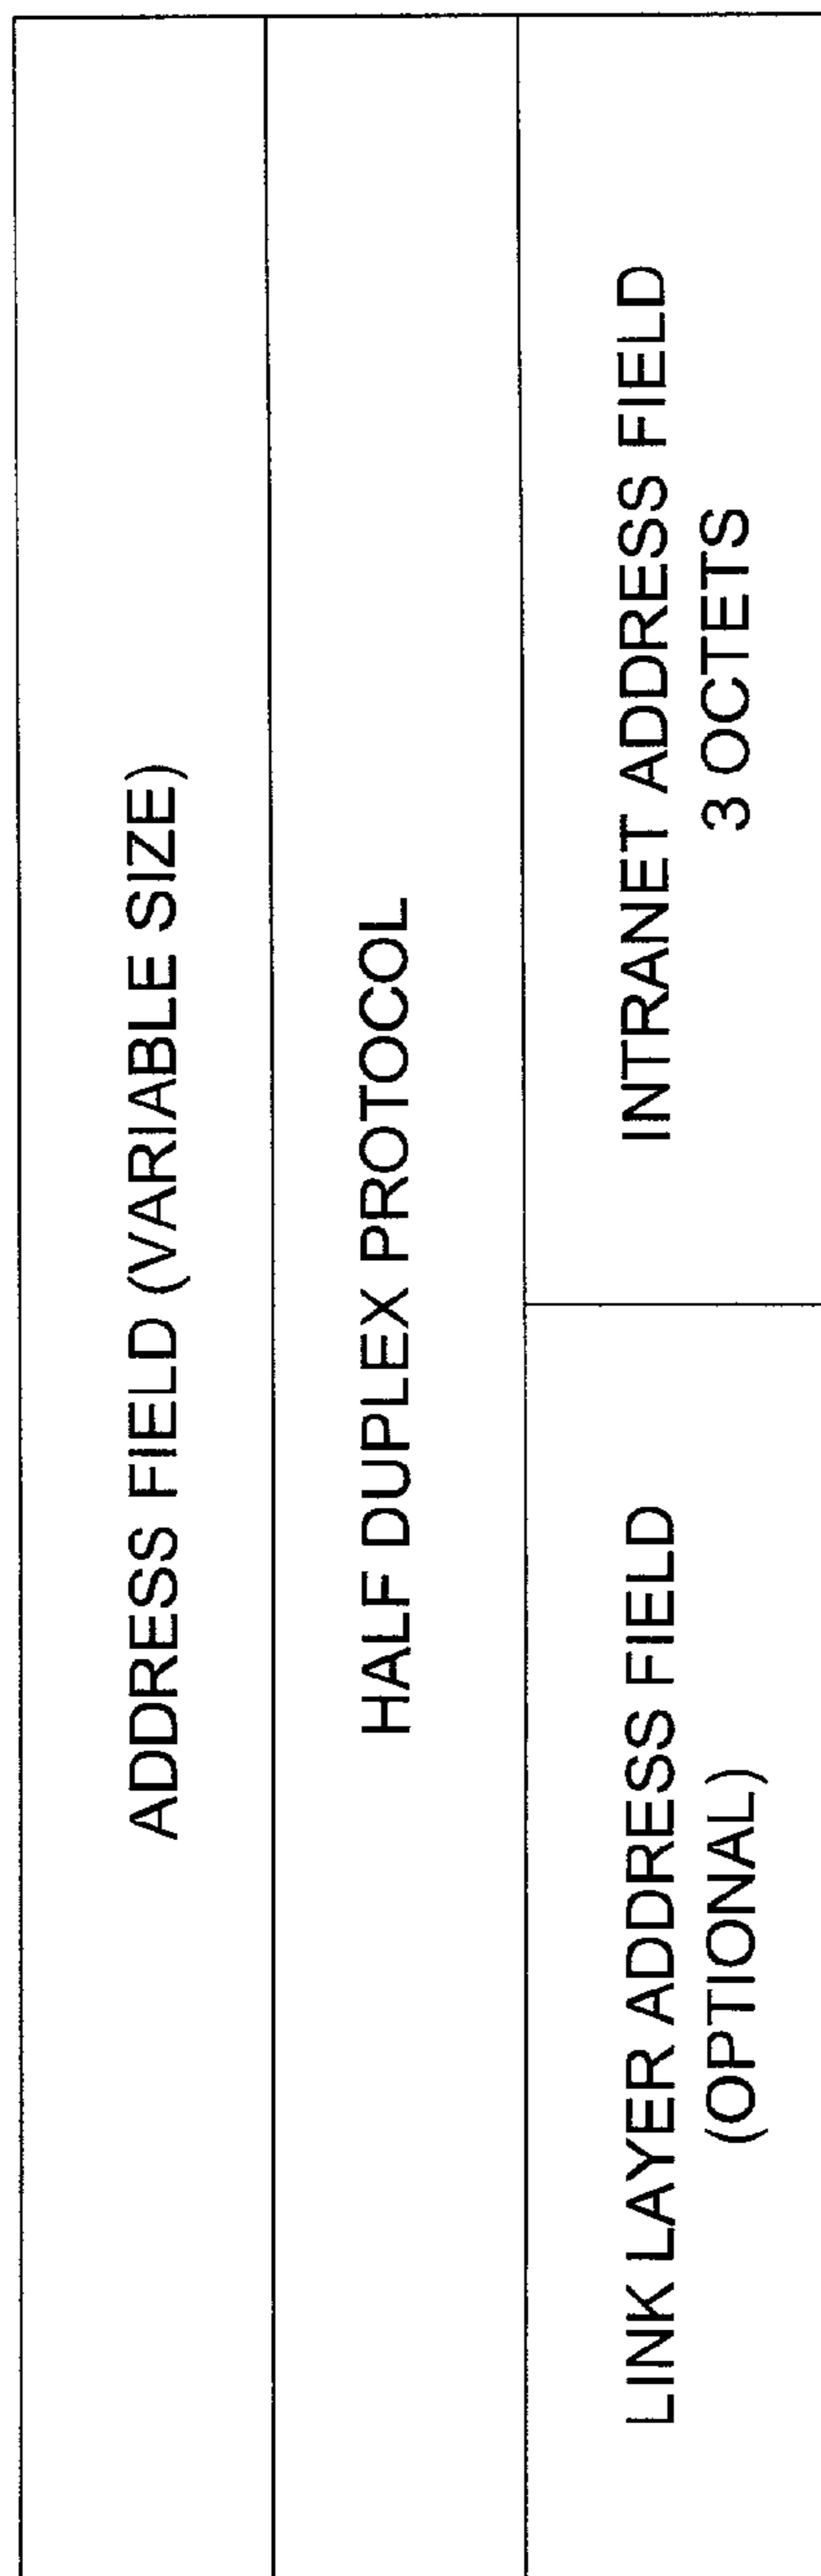 ADDRESS FIELD (VARIABLE SIZE)
HALF DUPLEX PROTOCOL
LINK LAYER ADDRESS FIELD
(OPTIONAL)
INTRANET ADDRESS FIELD
3 OCTETS